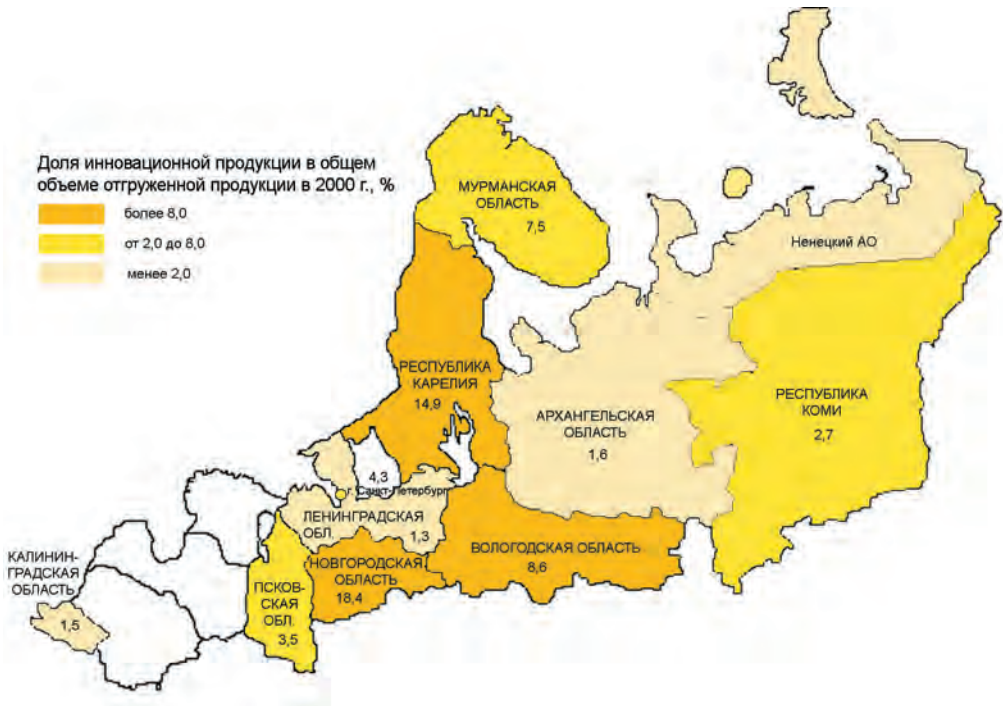 Доля инновационной продукции в общем
объеме отгруженной продукции в 2000 г., %
более 8,0
от 2,0 до 8,0
менее 2,0
МУРМАНСКАЯ
ОБЛАСТЬ
7,5
Ненецкий АО
РЕСПУБЛИКА
КАРЕЛИЯ
14,9
АРХАНГЕЛЬСКАЯ
ОБЛАСТЬ
1,6
РЕСПУБЛИКА
КОМИ
2,7
4,3
г. Санкт-Петербург
ЛЕНИНГРАДСКАЯ
ОБЛ.
1,3
ВОЛОГОДСКАЯ ОБЛАСТЬ
8,6
НОВГОРОДСКАЯ
ОБЛАСТЬ
18,4
КАЛИНИН-
ГРАДСКАЯ
ОБЛАСТЬ
1,5
ПСКОВ-
СКАЯ
ОБЛ.
3,5